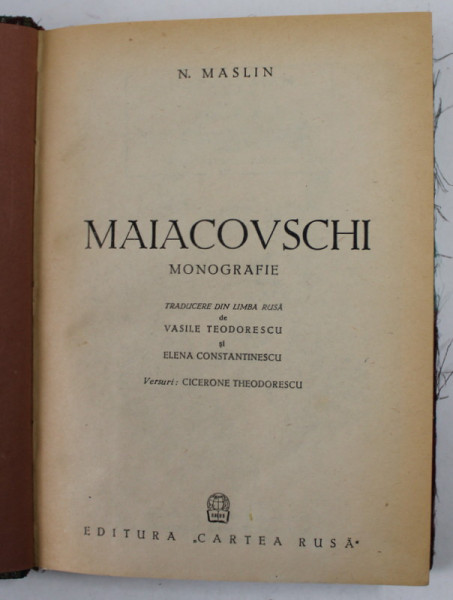 N. MASLIN
MAIACOVSCHI
MONOGRAFIE
TRADUCERE DIN LIMBA RUSĂ
de
VASILE TEODORESCU
și
ELENA CONSTANTINESCU
Versuri: CICERONE THEODORESCU
EDITURA „CARTEA RUSĂ"